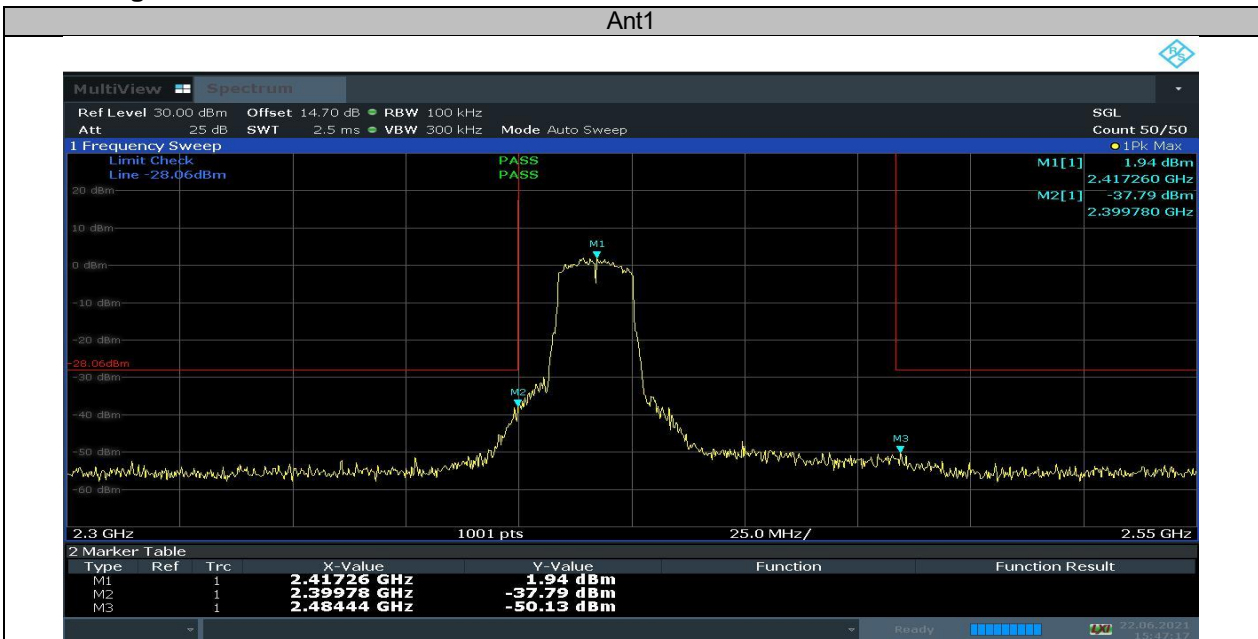 Ant1
R&S
MultiView Spectrum
Ref Level 30.00 dBm Offset 14.70 dB RBW 100 kHz SGL
Att 25 dB SWT 2.5 ms VBW 300 kHz Mode Auto Sweep Count 50/50
1 Frequency Sweep 1Pk Max
Limit Check PASS M1[1] 1.94 dBm
Line -28.06dBm PASS 2.417260 GHz
20 dBm M2[1] -37.79 dBm
2.399780 GHz
10 dBm
M1
0 dBm
-10 dBm
-20 dBm
-28.06dBm
-30 dBm
M2
-40 dBm
M3
-50 dBm
-60 dBm
2.3 GHz 1001 pts 25.0 MHz/ 2.55 GHz
2 Marker Table
Type Ref Trc X-Value Y-Value Function Function Result
M1 1 2.41726 GHz 1.94 dBm
M2 1 2.39978 GHz -37.79 dBm
M3 1 2.48444 GHz -50.13 dBm
Ready 22.06.2021
15:47:17